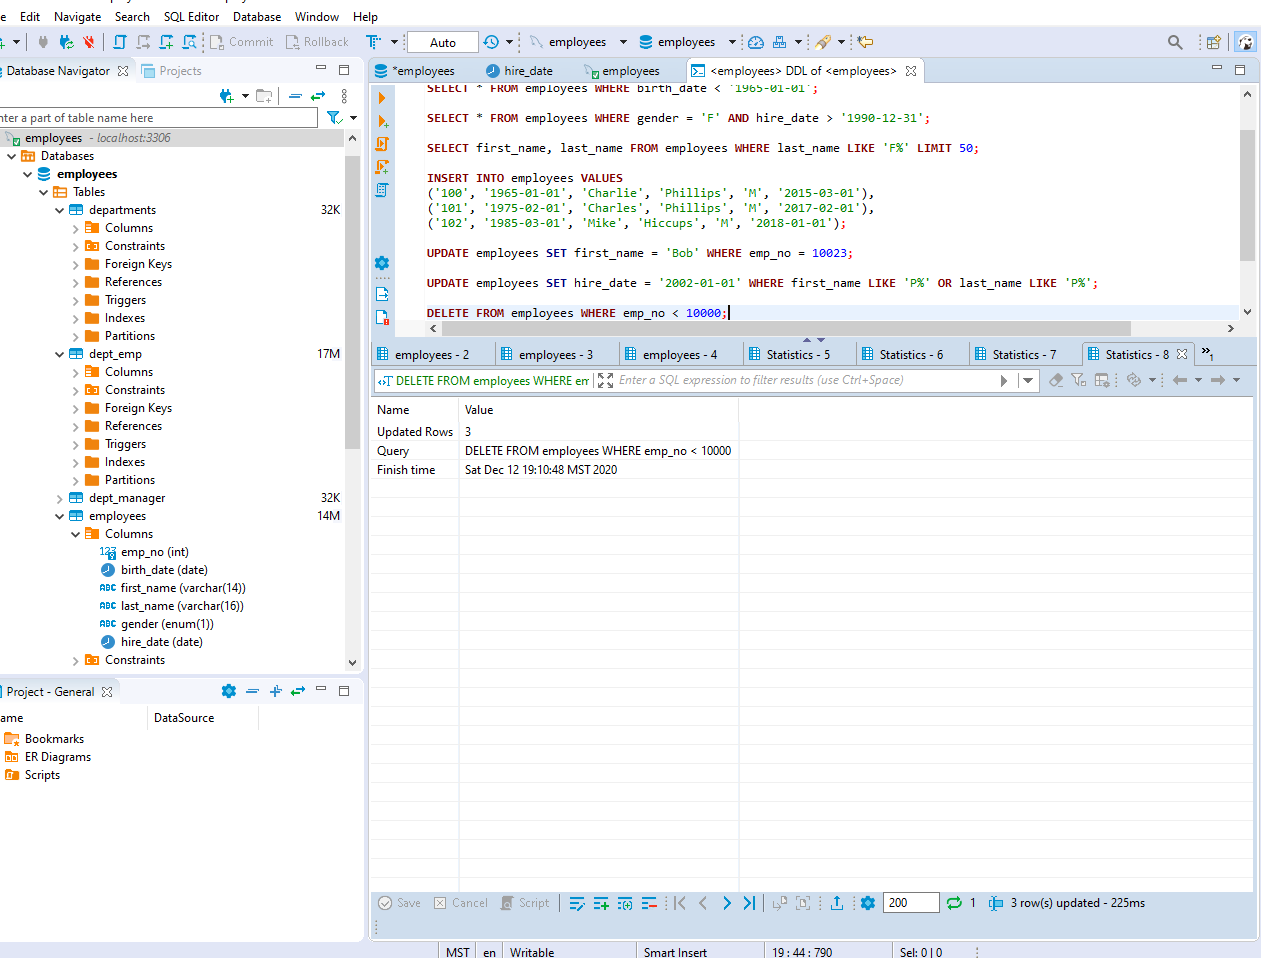 Edit Navigate Search SQL Editor Database Window Help
Commit Rollback Auto employees employees
Database Navigator Projects
nter a part of table name here
employees - localhost:3306
Databases
employees
Tables
departments 32K
Columns
Constraints
Foreign Keys
References
Triggers
Indexes
Partitions
dept_emp 17M
Columns
Constraints
Foreign Keys
References
Triggers
Indexes
Partitions
dept_manager 32K
employees 14M
Columns
123 emp_no (int)
birth_date (date)
ABC first_name (varchar(14))
ABC last_name (varchar(16))
ABC gender (enum(1))
hire_date (date)
Constraints
Project - General
ame DataSource
Bookmarks
ER Diagrams
Scripts
*employees hire_date employees <employees> DDL of <employees>
SELECT * FROM employees WHERE birth_date < '1965-01-01';
SELECT * FROM employees WHERE gender = 'F' AND hire_date > '1990-12-31';
SELECT first_name, last_name FROM employees WHERE last_name LIKE 'F%' LIMIT 50;
INSERT INTO employees VALUES
('100', '1965-01-01', 'Charlie', 'Phillips', 'M', '2015-03-01'),
('101', '1975-02-01', 'Charles', 'Phillips', 'M', '2017-02-01'),
('102', '1985-03-01', 'Mike', 'Hiccups', 'M', '2018-01-01');
UPDATE employees SET first_name = 'Bob' WHERE emp_no = 10023;
UPDATE employees SET hire_date = '2002-01-01' WHERE first_name LIKE 'P%' OR last_name LIKE 'P%';
DELETE FROM employees WHERE emp_no < 10000;
employees - 2 employees - 3 employees - 4 Statistics - 5 Statistics - 6 Statistics - 7 Statistics - 8 »1
DELETE FROM employees WHERE em Enter a SQL expression to filter results (use Ctrl+Space)
Name Value
Updated Rows 3
Query DELETE FROM employees WHERE emp_no < 10000
Finish time Sat Dec 12 19:10:48 MST 2020
Save Cancel Script 200 1 3 row(s) updated - 225ms
MST en Writable Smart Insert 19 : 44 : 790 Sel: 0 | 0